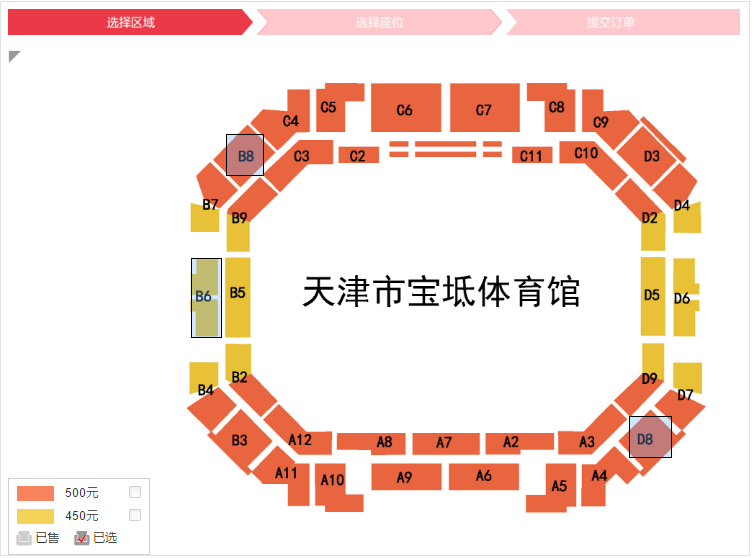 选择区域 选择座位 提交订单
C5 C6 C7 C8
C4 C9
C3 C2 C11 C10
B8 D3
B7 D4
B9 D2
B6 B5 天津市宝坻体育馆 D5 D6
B2 D9
B4 D7
B3 A12 A8 A7 A2 A3 D8
A11 A10 A9 A6 A5 A4
500元
450元
已售 已选